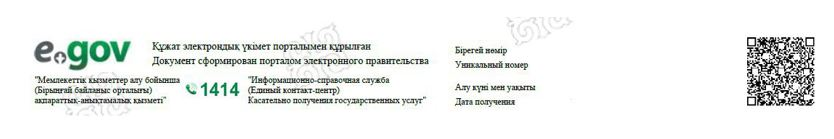 e.gov
Құжат электрондық үкімет порталымен құрылған
Документ сформирован порталом электронного правительства
"Мемлекеттік қызметтер алу бойынша
(Бірыңғай байланыс орталығы)
ақпараттық-анықтамалық қызметі"
1414
"Информационно-справочная служба
(Единый контакт-центр)
Касательно получения государственных услуг"
Бірегей нөмір
Уникальный номер
Алу күні мен уақыты
Дата получения